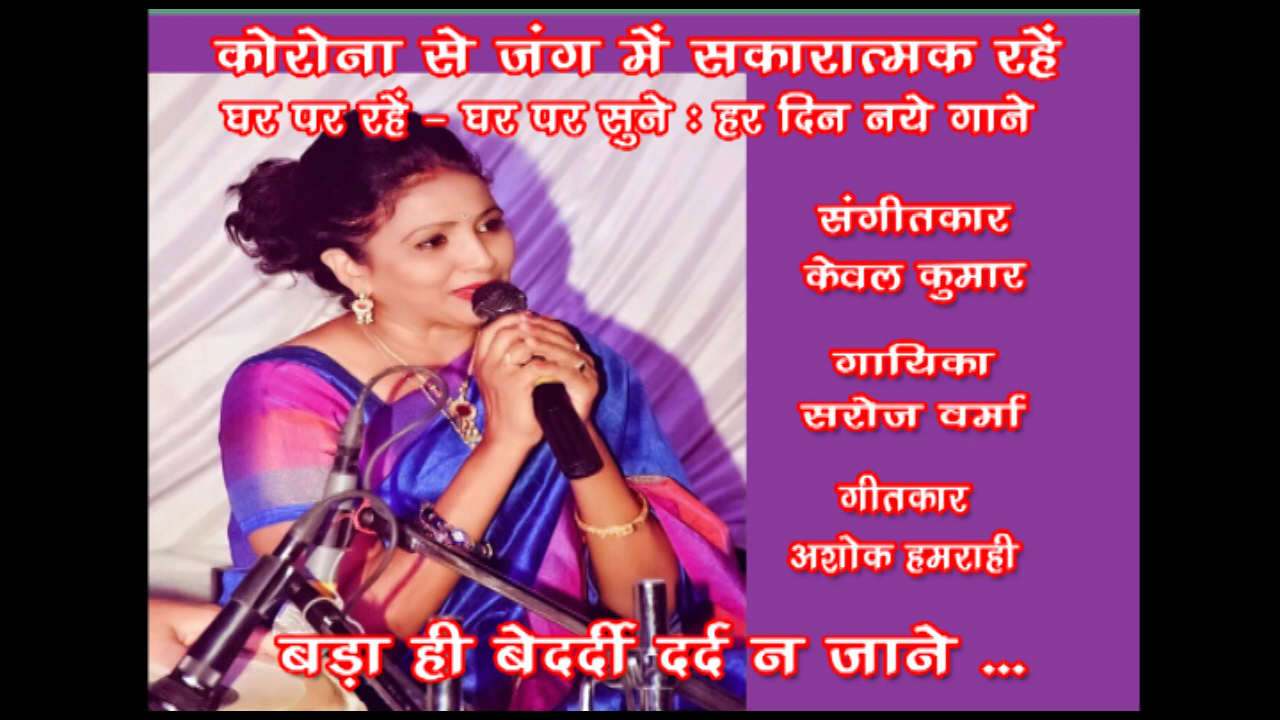 कोरोना से जंग में सकारात्मक रहें
घर पर रहें - घर पर सुने : हर दिन नये गाने
संगीतकार
केवल कुमार
गायिका
सरोज वर्मा
गीतकार
अशोक हमराही
बड़ा ही बेदर्दी दर्द न जाने ...